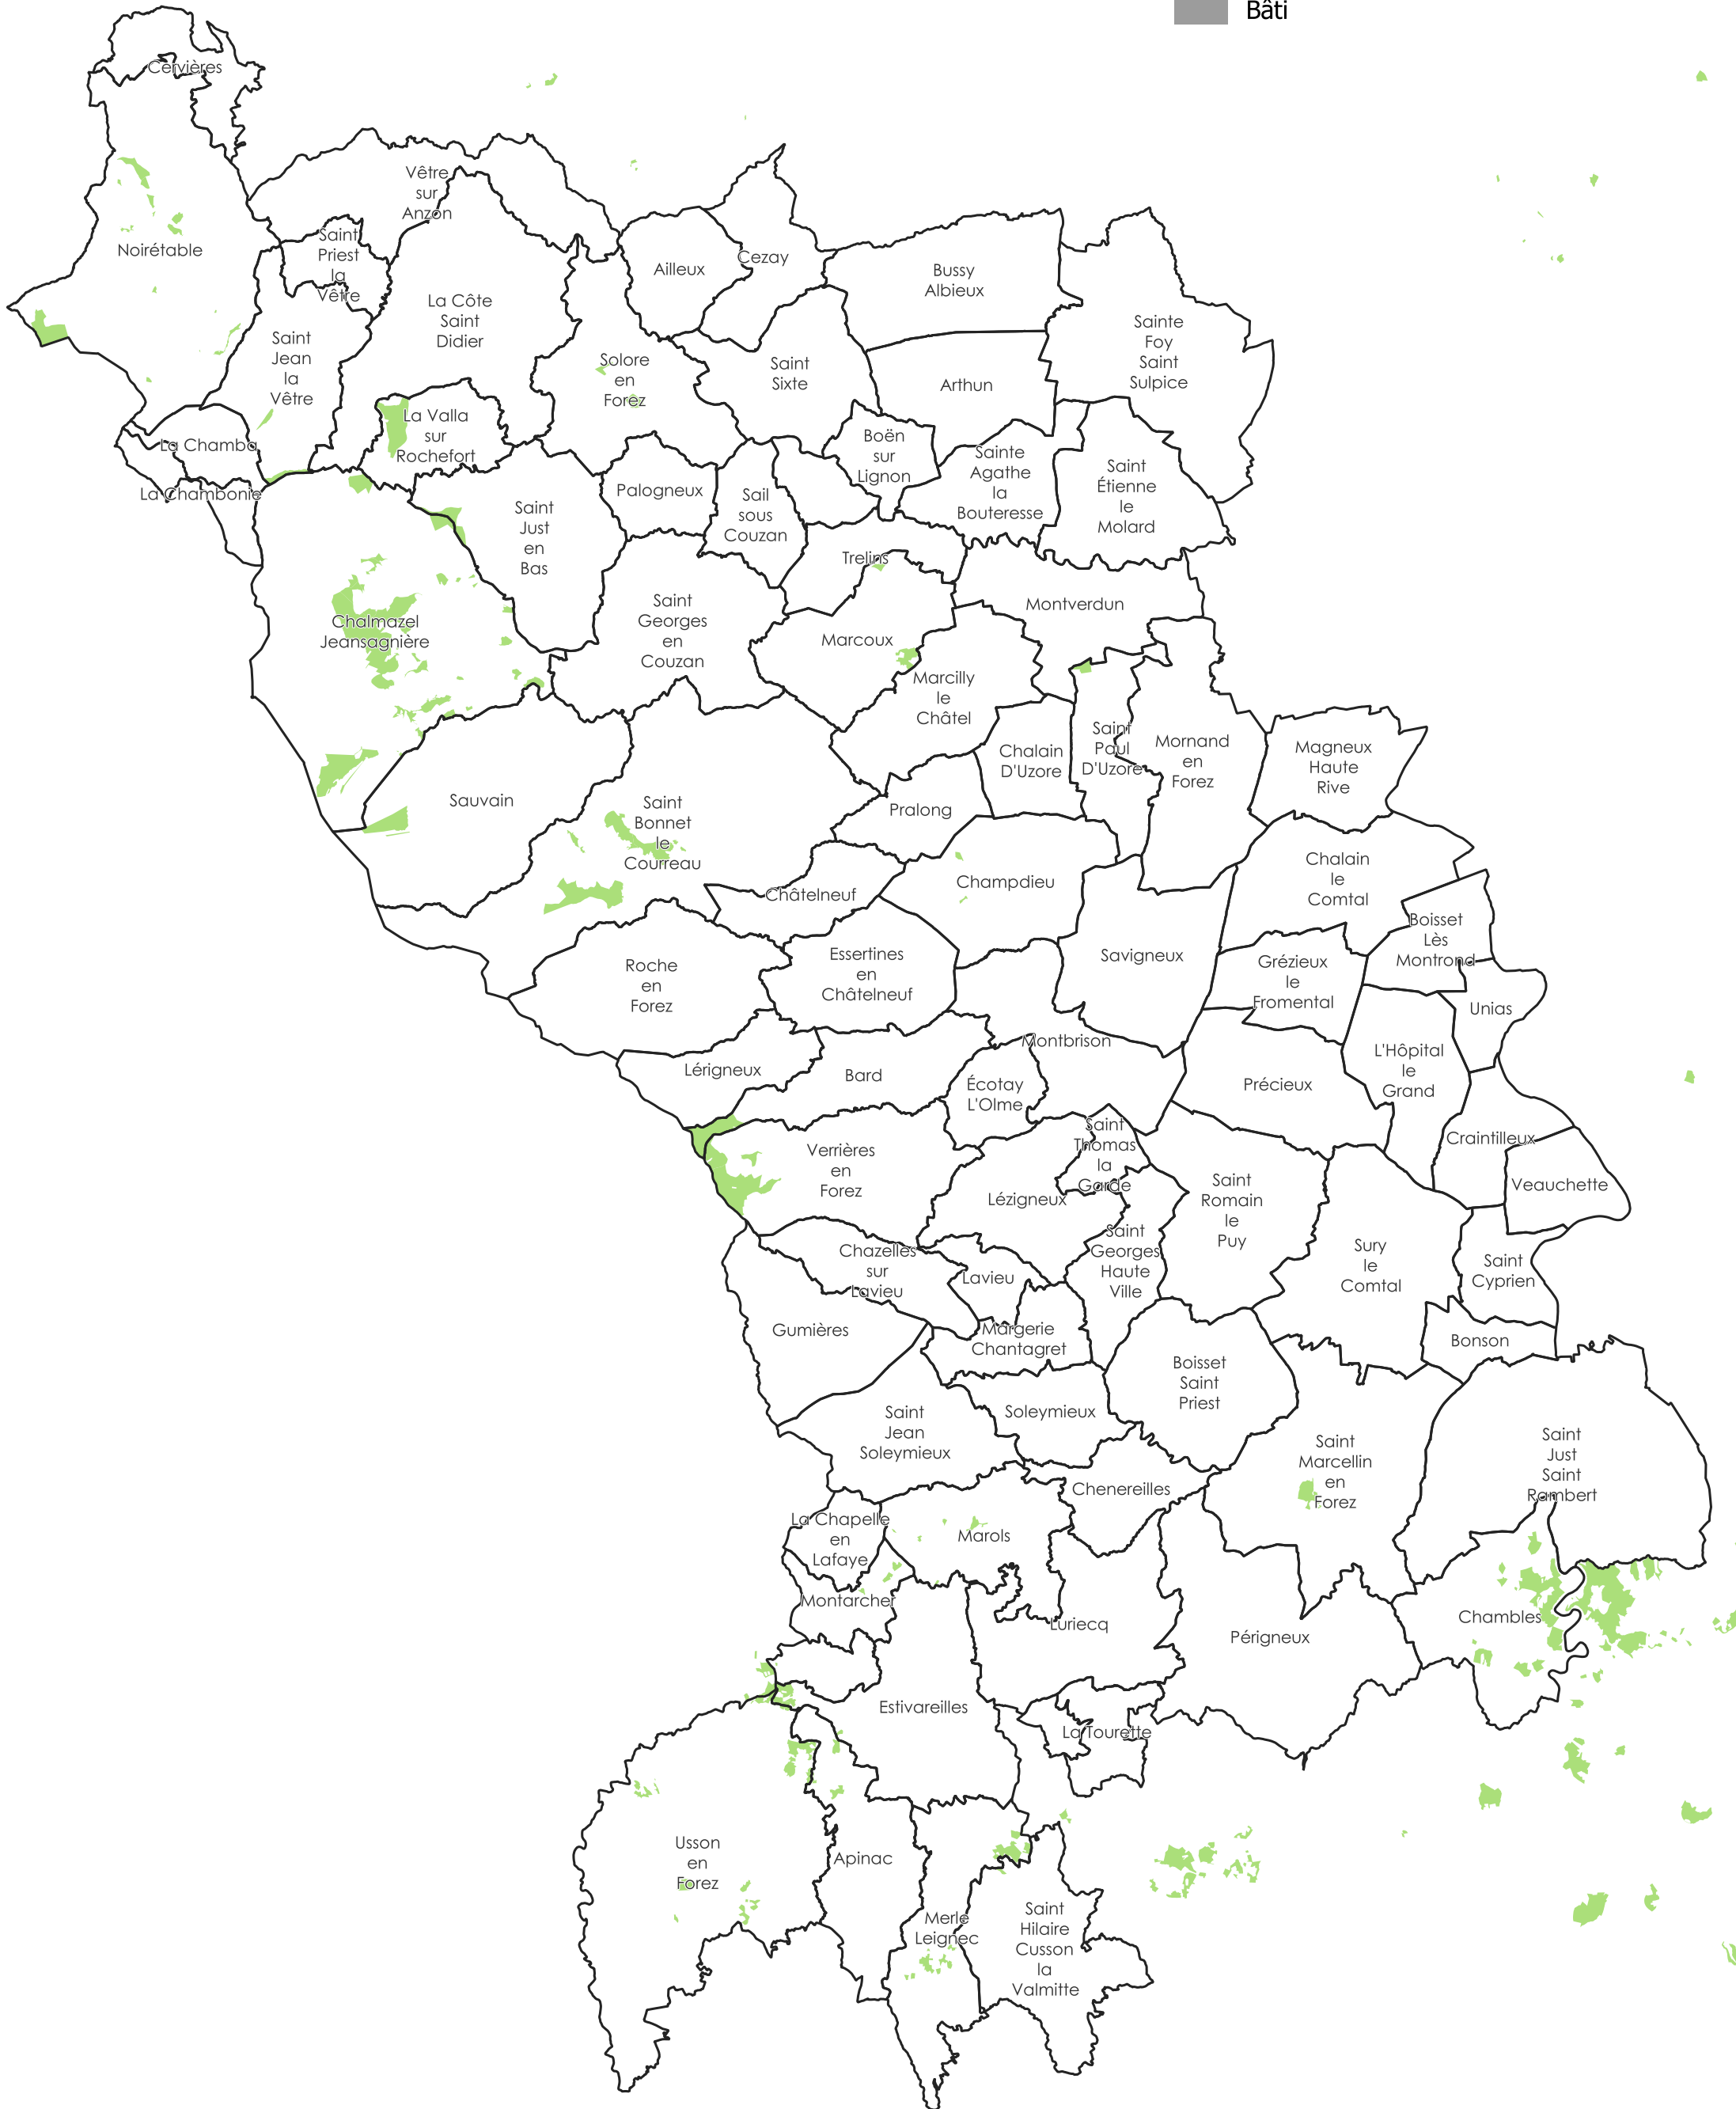 Bâti
Cervières
Vêtre
sur
Anzon
Noirétable
Saint
Priest
la
Vêtre
Ailleux
Cezay
Bussy
Albieux
La Côte
Saint
Didier
Saint
Jean
la
Vêtre
Solore
en
Forez
Saint
Sixte
Arthun
Sainte
Foy
Saint
Sulpice
La Valla
sur
Rochefort
La Chamba
La Chambonie
Boën
sur
Lignon
Sainte
Agathe
la
Bouteresse
Saint
Étienne
le
Molard
Palogneux
Sail
sous
Couzan
Saint
Just
en
Bas
Trelins
Montverdun
Chalmazel
Jeansagnière
Saint
Georges
en
Couzan
Marcoux
Marcilly
le
Châtel
Chalain
D'Uzore
Saint
Paul
D'Uzore
Mornand
en
Forez
Magneux
Haute
Rive
Sauvain
Saint
Bonnet
le
Courreau
Pralong
Châtelneuf
Champdieu
Chalain
le
Comtal
Boisset
Lès
Montrond
Roche
en
Forez
Essertines
en
Châtelneuf
Savigneux
Grézieux
le
Fromental
Unias
Lérigneux
Bard
Montbrison
Écotay
L'Olme
Précieux
L'Hôpital
le
Grand
Craintilleux
Veauchette
Verrières
en
Forez
Saint
Thomas
la
Garde
Lézigneux
Saint
Romain
le
Puy
Saint
Georges
Haute
Ville
Sury
le
Comtal
Saint
Cyprien
Chazelles
sur
Lavieu
Lavieu
Gumières
Margerie
Chantagret
Bonson
Boisset
Saint
Priest
Saint
Jean
Soleymieux
Soleymieux
Saint
Marcellin
en
Forez
Saint
Just
Saint
Rambert
Chenereilles
La Chapelle
en
Lafaye
Marols
Montarcher
Luriecq
Périgneux
Chambles
Estivareilles
La Tourette
Usson
en
Forez
Apinac
Merle
Leignec
Saint
Hilaire
Cusson
la
Valmitte